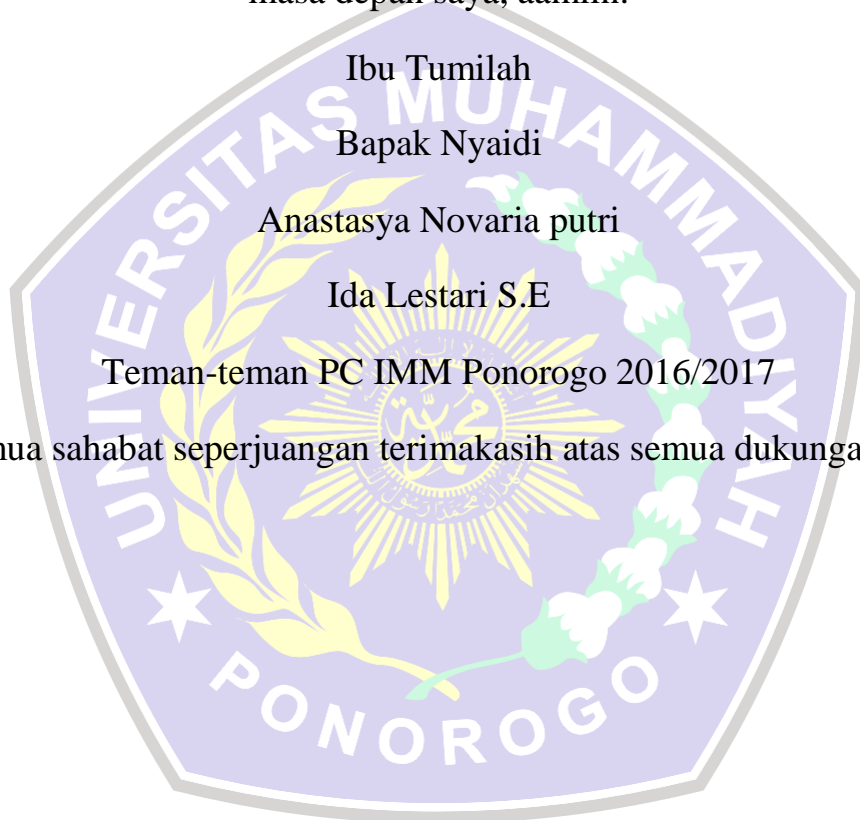 Ibu Tumilah
Bapak Nyaidi
Anastasya Novaria putri
Ida Lestari S.E
Teman-teman PC IMM Ponorogo 2016/2017
sahabat seperjuangan terimakasih atas semua
UNIVERSITAS MUHAMMADIYAH
PONOROGO